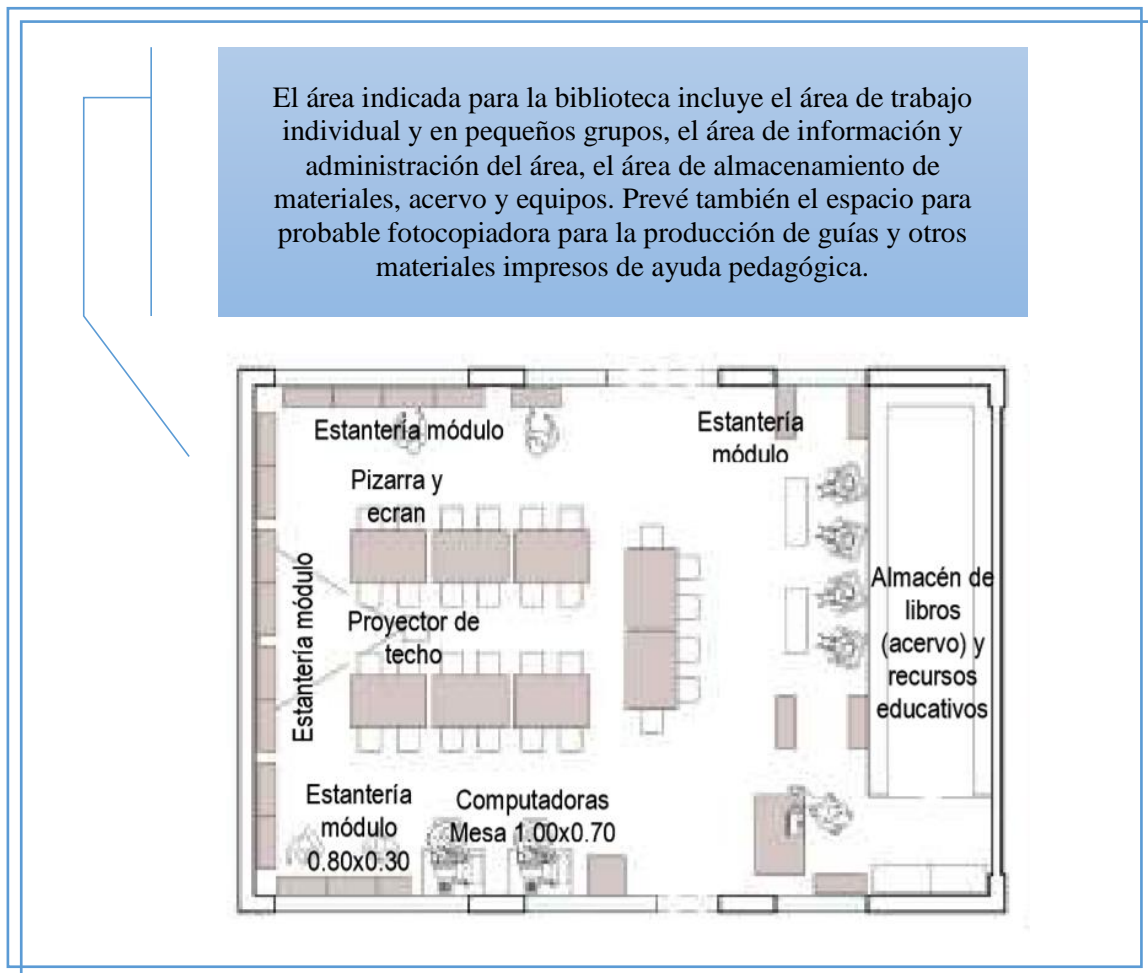 El área indicada para la biblioteca incluye el área de trabajo
individual y en pequeños grupos, el área de información y
administración del área, el área de almacenamiento de
materiales, acervo y equipos. Prevé también el espacio para
probable fotocopiadora para la producción de guías y otros
materiales impresos de ayuda pedagógica.
Estantería módulo
Estantería
módulo
Pizarra y
ecran
Estantería módulo
Proyector de
techo
Almacén de
libros
(acervo) y
recursos
educativos
Estantería
módulo
0.80x0.30
Computadoras
Mesa 1.00x0.70